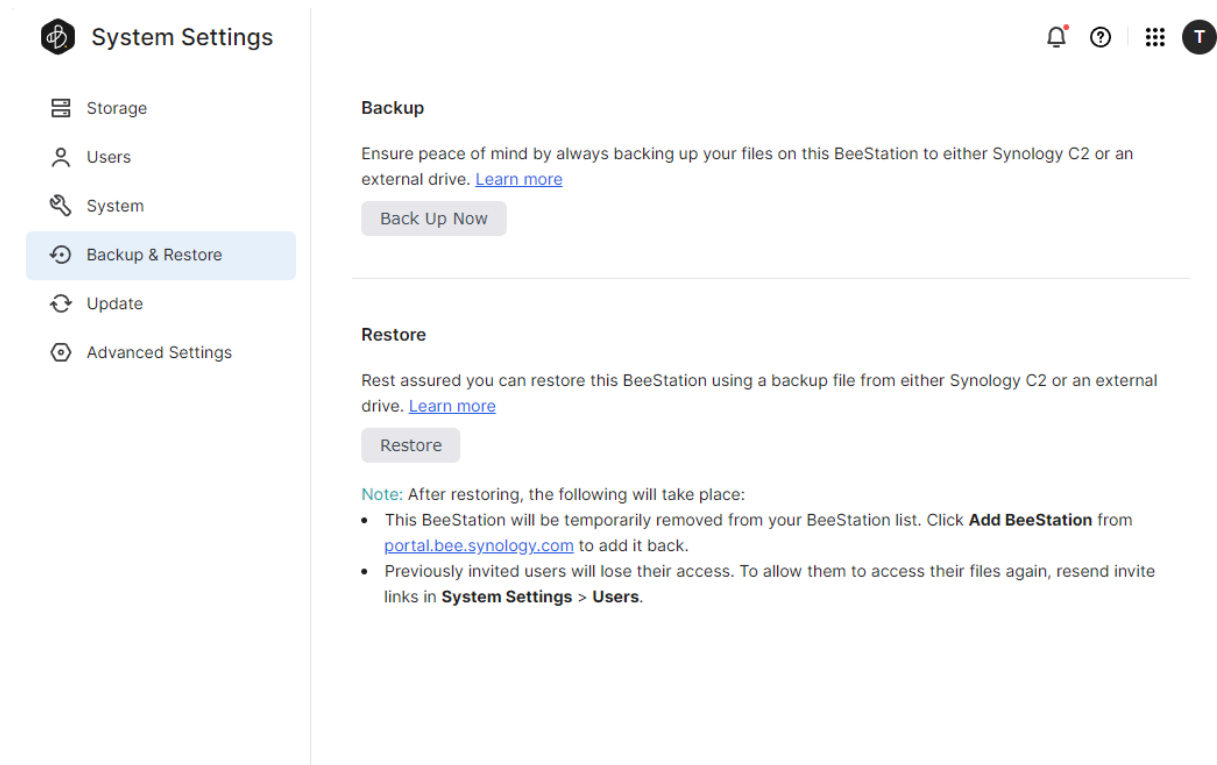 System Settings
T
Storage
Users
System
Backup & Restore
Update
Advanced Settings
Backup
Ensure peace of mind by always backing up your files on this BeeStation to either Synology C2 or an
external drive. Learn more
Back Up Now
Restore
Rest assured you can restore this BeeStation using a backup file from either Synology C2 or an external
drive. Learn more
Restore
Note: After restoring, the following will take place:
• This BeeStation will be temporarily removed from your BeeStation list. Click Add BeeStation from
portal.bee.synology.com to add it back.
• Previously invited users will lose their access. To allow them to access their files again, resend invite
links in System Settings > Users.